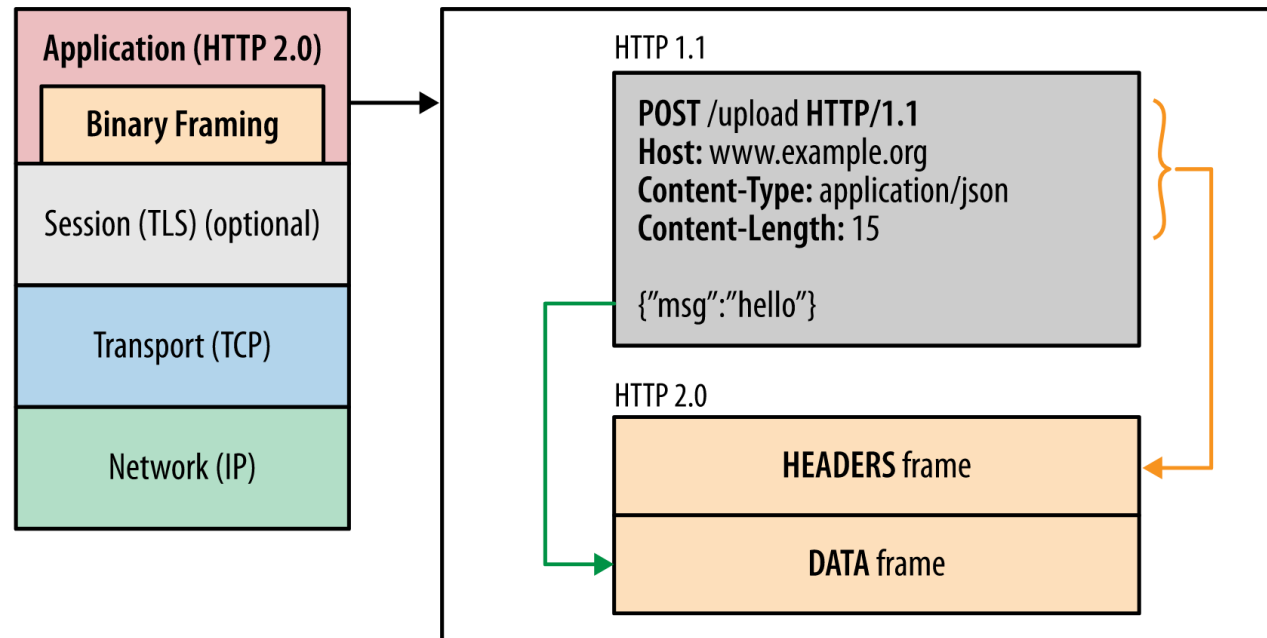 Application (HTTP 2.0)
Binary Framing
Session (TLS) (optional)
Transport (TCP)
Network (IP)
HTTP 1.1
POST /upload HTTP/1.1
Host: www.example.org
Content-Type: application/json
Content-Length: 15
{”msg”:”hello”}
HTTP 2.0
HEADERS frame
DATA frame